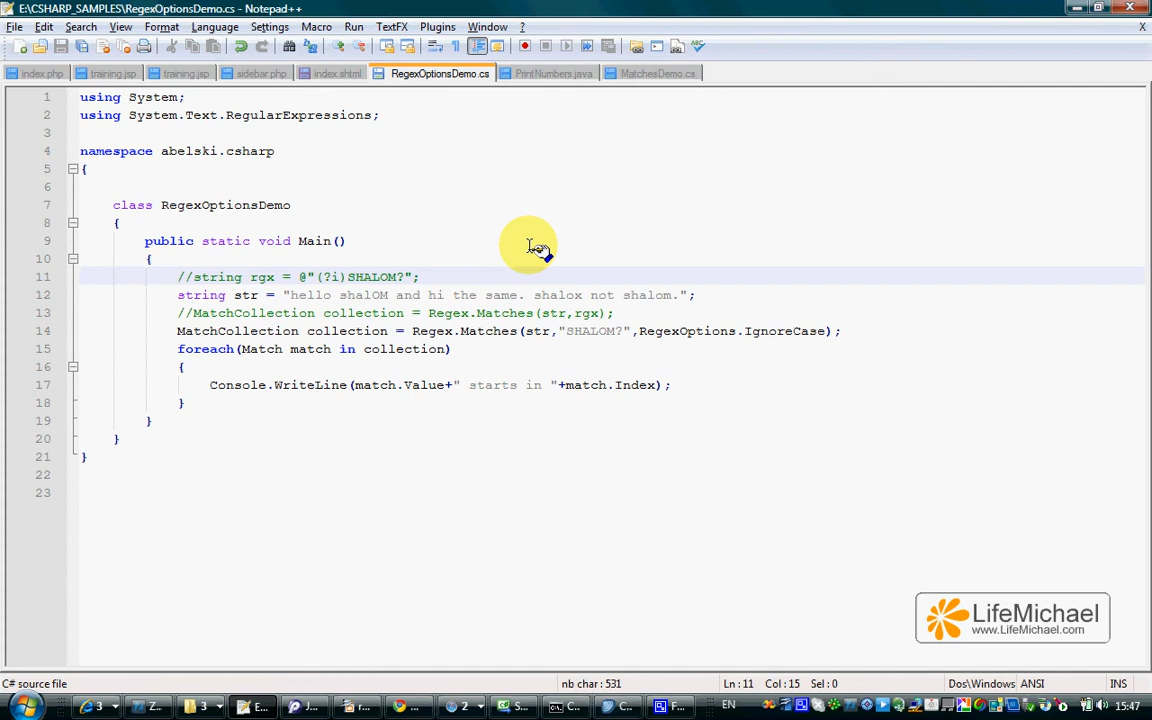 E:\CSHARP_SAMPLES\RegexOptionsDemo.cs - Notepad++
File Edit Search View Format Language Settings Macro Run TextFX Plugins Window ? X
index.php training.jsp training.jsp sidebar.php index.shtml RegexOptionsDemo.cs PrintNumbers.java MatchesDemo.cs
1 using System;
2 using System.Text.RegularExpressions;
3
4 namespace abelski.csharp
5 {
6
7 class RegexOptionsDemo
8 {
9 public static void Main()
10 {
11 //string rgx = @"(?i)SHALOM?";
12 string str = "hello shalOM and hi the same. shalox not shalom.";
13 //MatchCollection collection = Regex.Matches(str,rgx);
14 MatchCollection collection = Regex.Matches(str,"SHALOM?",RegexOptions.IgnoreCase);
15 foreach(Match match in collection)
16 {
17 Console.WriteLine(match.Value+" starts in "+match.Index);
18 }
19 }
20 }
21 }
22
23
LifeMichael
www.LifeMichael.com
C# source file nb char: 531 Ln: 11 Col: 15 Sel: 0 Dos\Windows ANSI INS
3 Z... 3 E... J... r... ... 2 S... C... C... F... EN 15:47